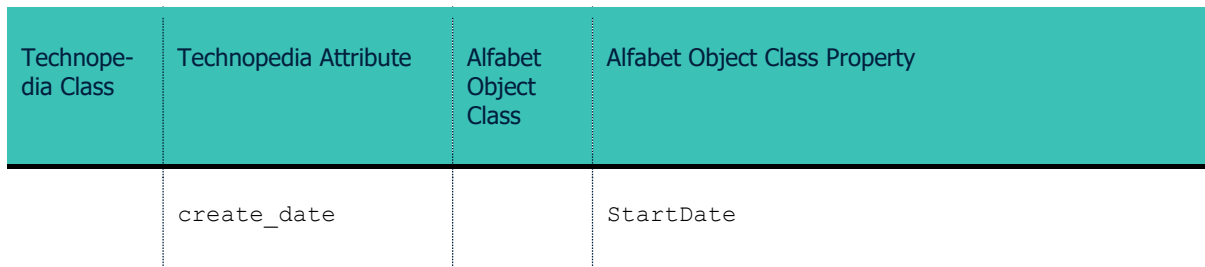 Technope-
dia Class
Technopedia Attribute
Alfabet
Object
Class
Alfabet Object Class Property
create_date
StartDate